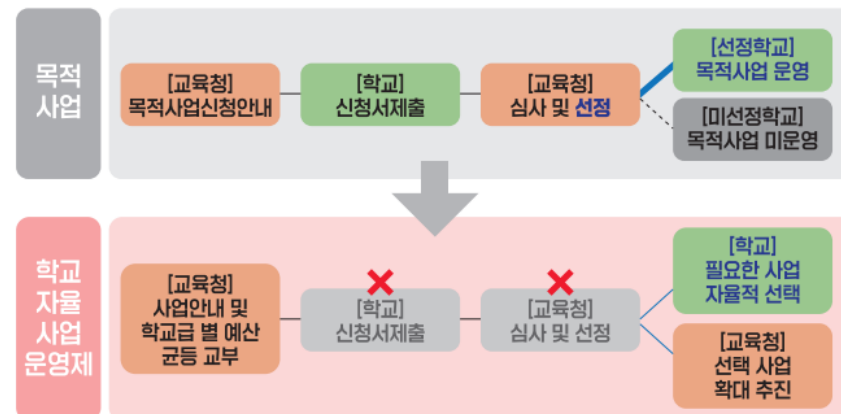 목적
사업
[교육청]
목적사업신청안내
[학교]
신청서제출
[교육청]
심사 및 선정
[선정학교]
목적사업 운영
[미선정학교]
목적사업 미운영
학교
자율
사업
운영제
[교육청]
사업안내 및
학교급 별 예산
균등 교부
[학교]
신청서제출
[교육청]
심사 및 선정
[학교]
필요한 사업
자율적 선택
[교육청]
선택 사업
확대 추진